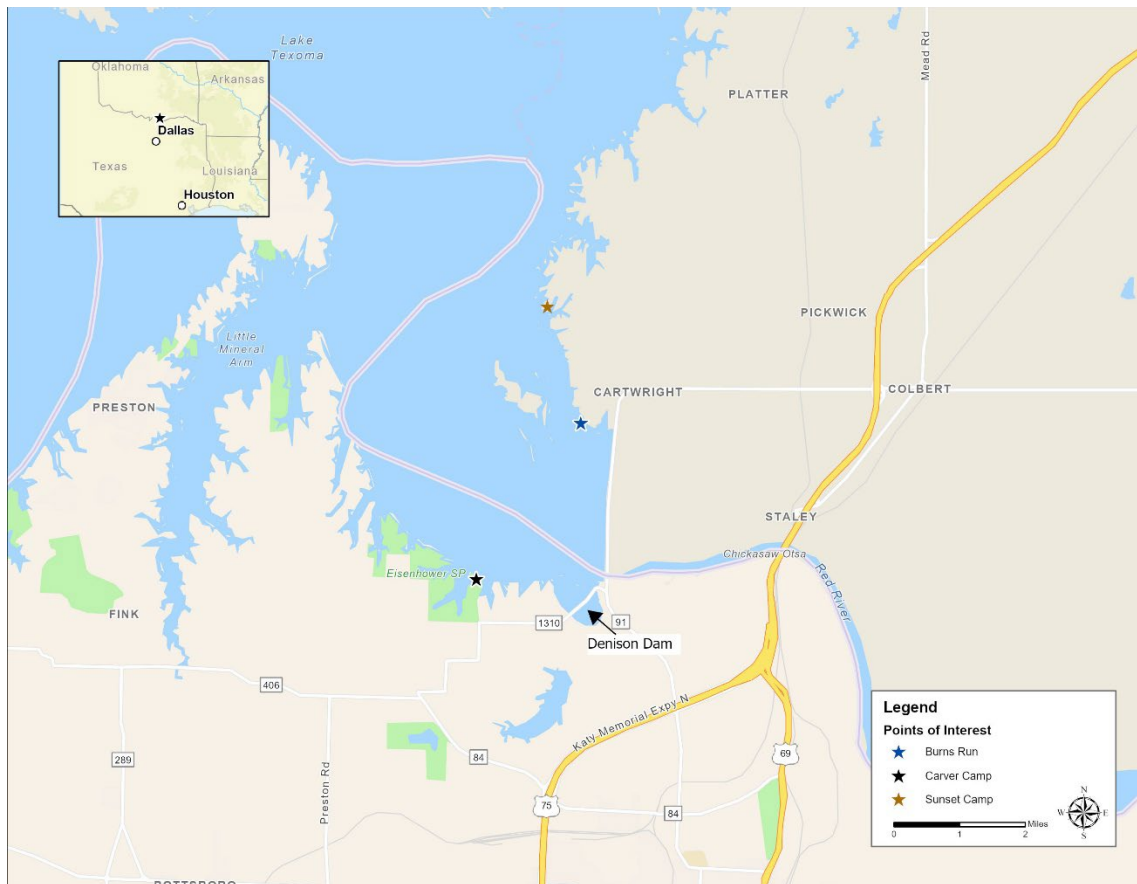 Lake
Texoma
Oklahoma
Arkansas
Dallas
Texas
Louisiana
Houston
Mead Rd
PLATTER
PICKWICK
Little
Mineral
Arm
CARTWRIGHT
COLBERT
PRESTON
STALEY
Chickasaw Otsa
Red River
Eisenhower SP
FINK
1310
91
Denison Dam
406
Katy Memorial Expy N
289
Preston Rd
84
69
75
84
POTTSBORO
Legend
Points of Interest
Burns Run
Carver Camp
Sunset Camp
Miles
0 1 2
N
W E
S